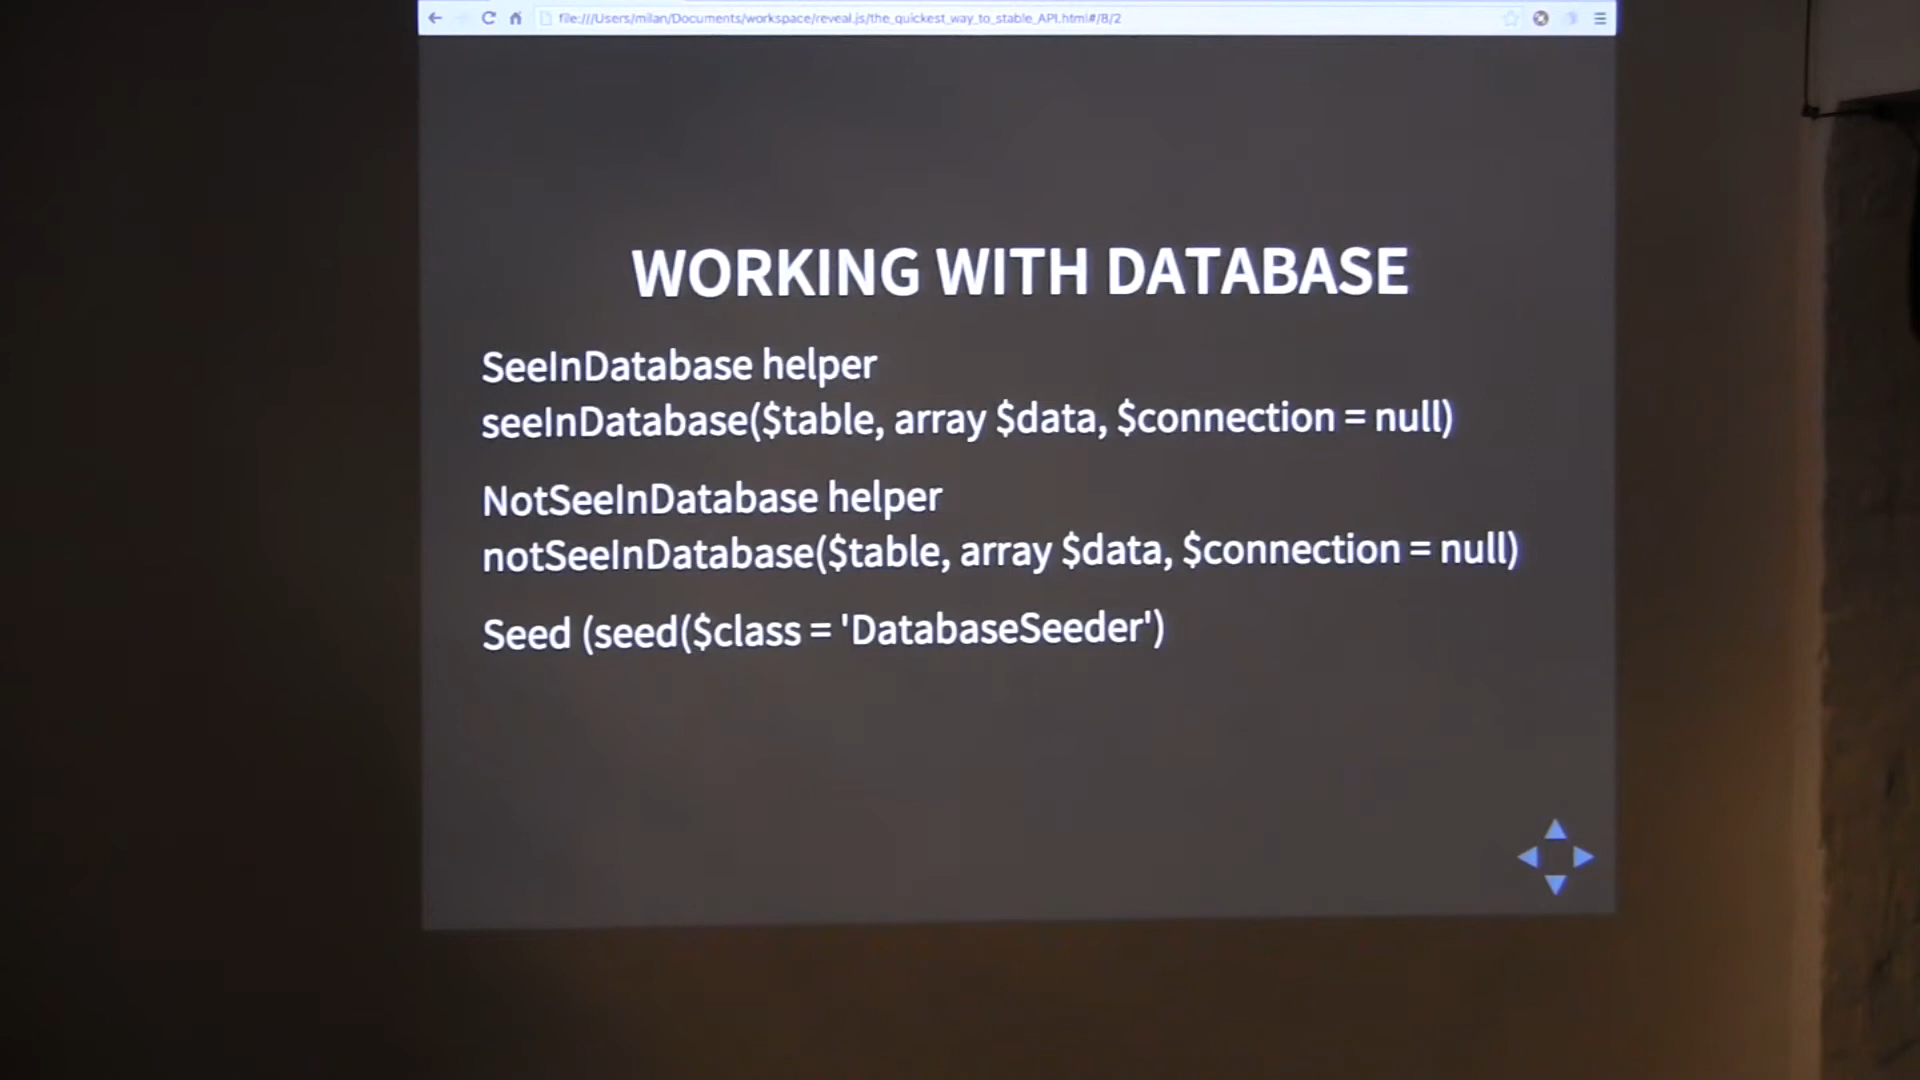 file:///Users/milan/Documents/workspace/reveal.js/the_quickest_way_to_stable_API.html#/8/2
WORKING WITH DATABASE
SeeInDatabase helper
seeInDatabase($table, array $data, $connection = null)
NotSeeInDatabase helper
notSeeInDatabase($table, array $data, $connection = null)
Seed (seed($class = 'DatabaseSeeder')